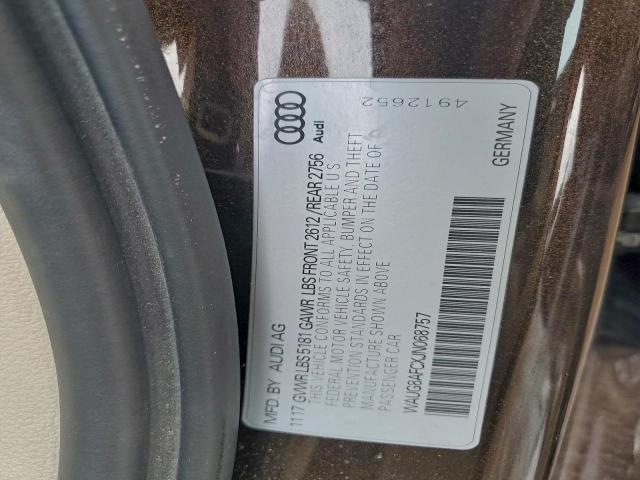 MFD. BY AUDI AG
1117 GVWR LBS 5181 GAWR LBS FRONT 2612/REAR 2756
THIS VEHICLE CONFORMS TO ALL APPLICABLE U S
FEDERAL MOTOR VEHICLE SAFETY, BUMPER AND THEFT
PREVENTION STANDARDS IN EFFECT ON THE DATE OF
MANUFACTURE SHOWN ABOVE
PASSENGER CAR
WAUG8AFCXJN068757
GERMANY
Audi
4912652